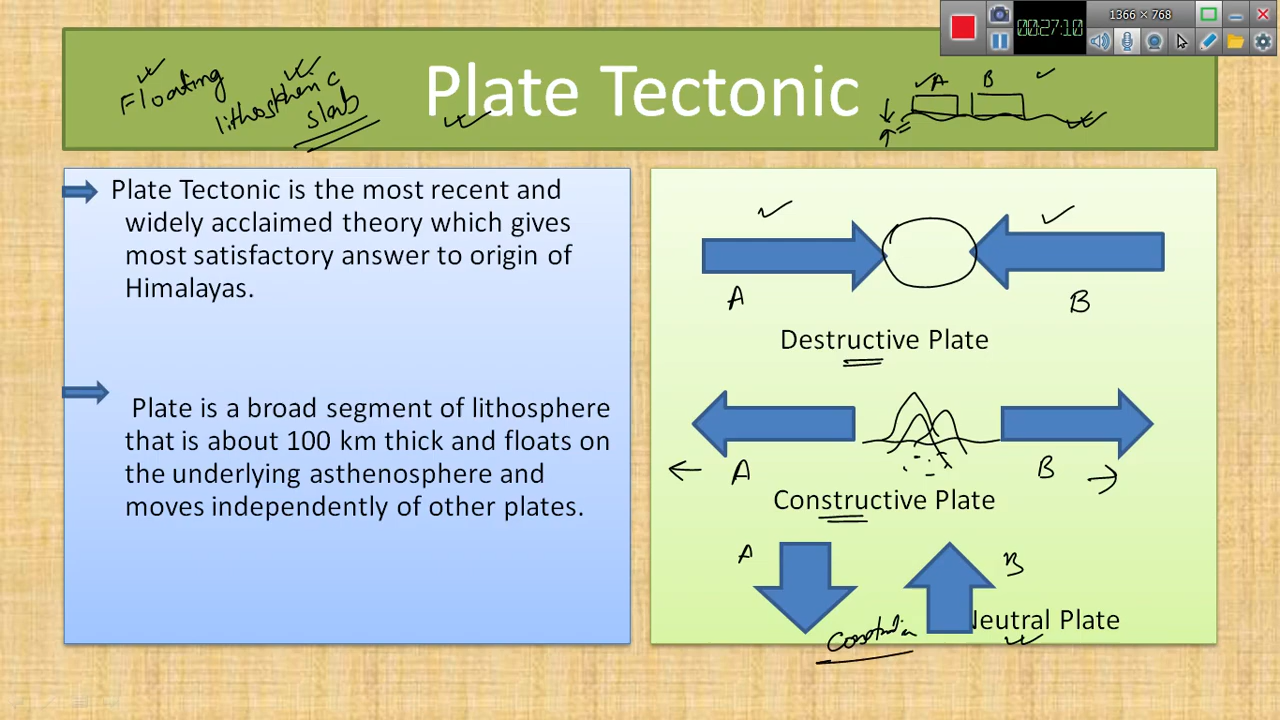 1366 × 768
00:27:10
Floating
lithosthenc
slab
Plate Tectonic
A B
Plate Tectonic is the most recent and
widely acclaimed theory which gives
most satisfactory answer to origin of
Himalayas.
Plate is a broad segment of lithosphere
that is about 100 km thick and floats on
the underlying asthenosphere and
moves independently of other plates.
A B
Destructive Plate
A B
Constructive Plate
A B
Neutral Plate